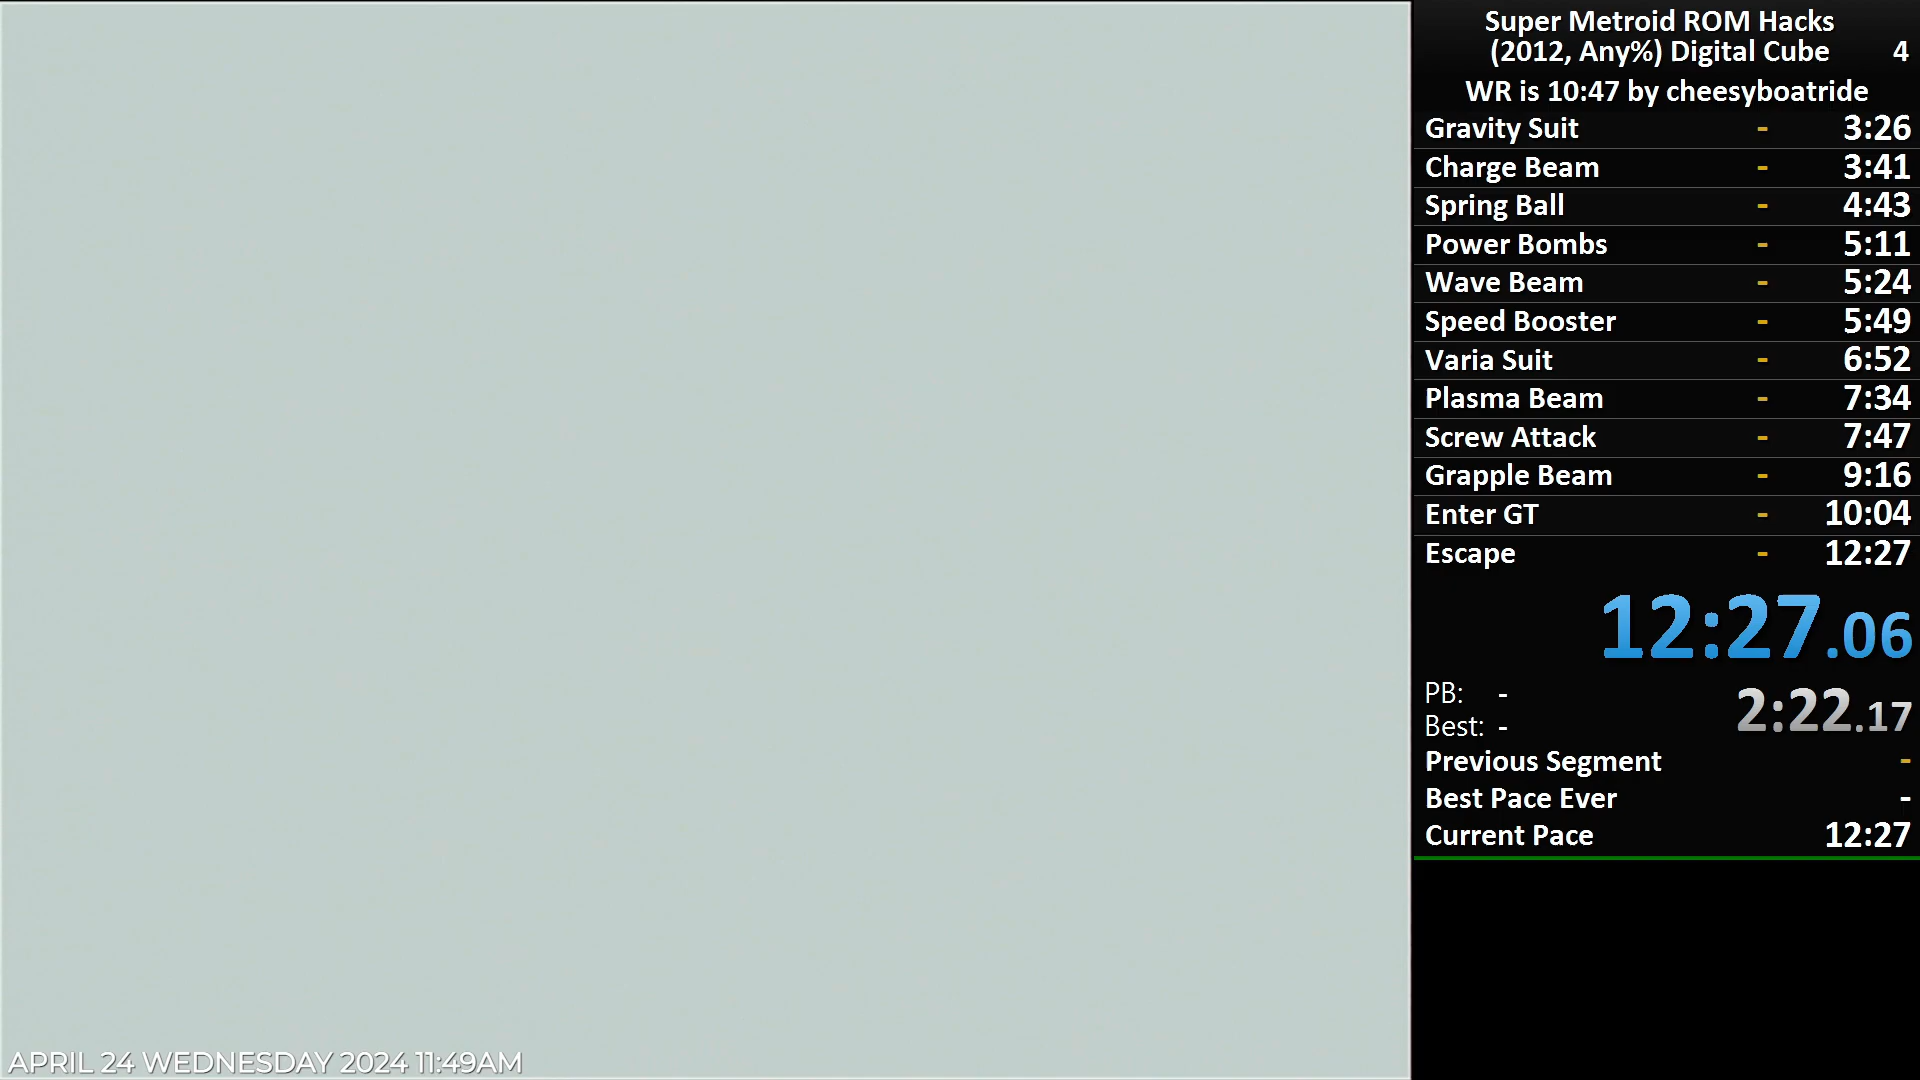 Super Metroid ROM Hacks
(2012, Any%) Digital Cube 4
WR is 10:47 by cheesyboatride
Gravity Suit - 3:26
Charge Beam - 3:41
Spring Ball - 4:43
Power Bombs - 5:11
Wave Beam - 5:24
Speed Booster - 5:49
Varia Suit - 6:52
Plasma Beam - 7:34
Screw Attack - 7:47
Grapple Beam - 9:16
Enter GT - 10:04
Escape - 12:27
12:27.06
PB: -
Best: -
2:22.17
Previous Segment -
Best Pace Ever -
Current Pace 12:27
APRIL 24 WEDNESDAY 2024 11:49AM